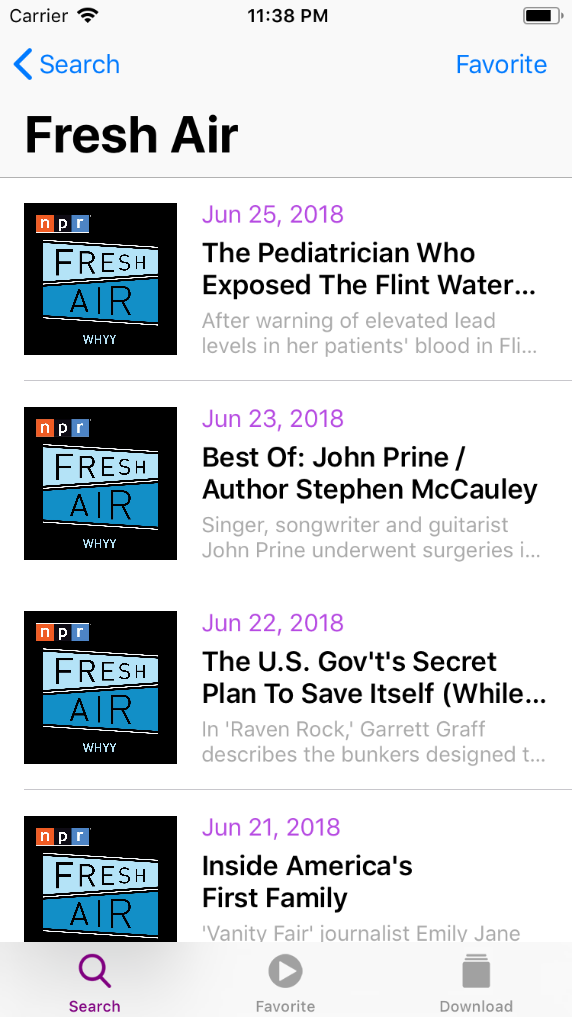 Carrier 11:38 PM
Search Favorite
Fresh Air
npr
FRESH
AIR
WHYY
Jun 25, 2018
The Pediatrician Who
Exposed The Flint Water...
After warning of elevated lead
levels in her patients' blood in Fli...
npr
FRESH
AIR
WHYY
Jun 23, 2018
Best Of: John Prine /
Author Stephen McCauley
Singer, songwriter and guitarist
John Prine underwent surgeries i...
npr
FRESH
AIR
WHYY
Jun 22, 2018
The U.S. Gov't's Secret
Plan To Save Itself (While...
In 'Raven Rock,' Garrett Graff
describes the bunkers designed t...
npr
FRESH
AIR
Jun 21, 2018
Inside America's
First Family
'Vanity Fair' journalist Emily Jane
Search Favorite Download